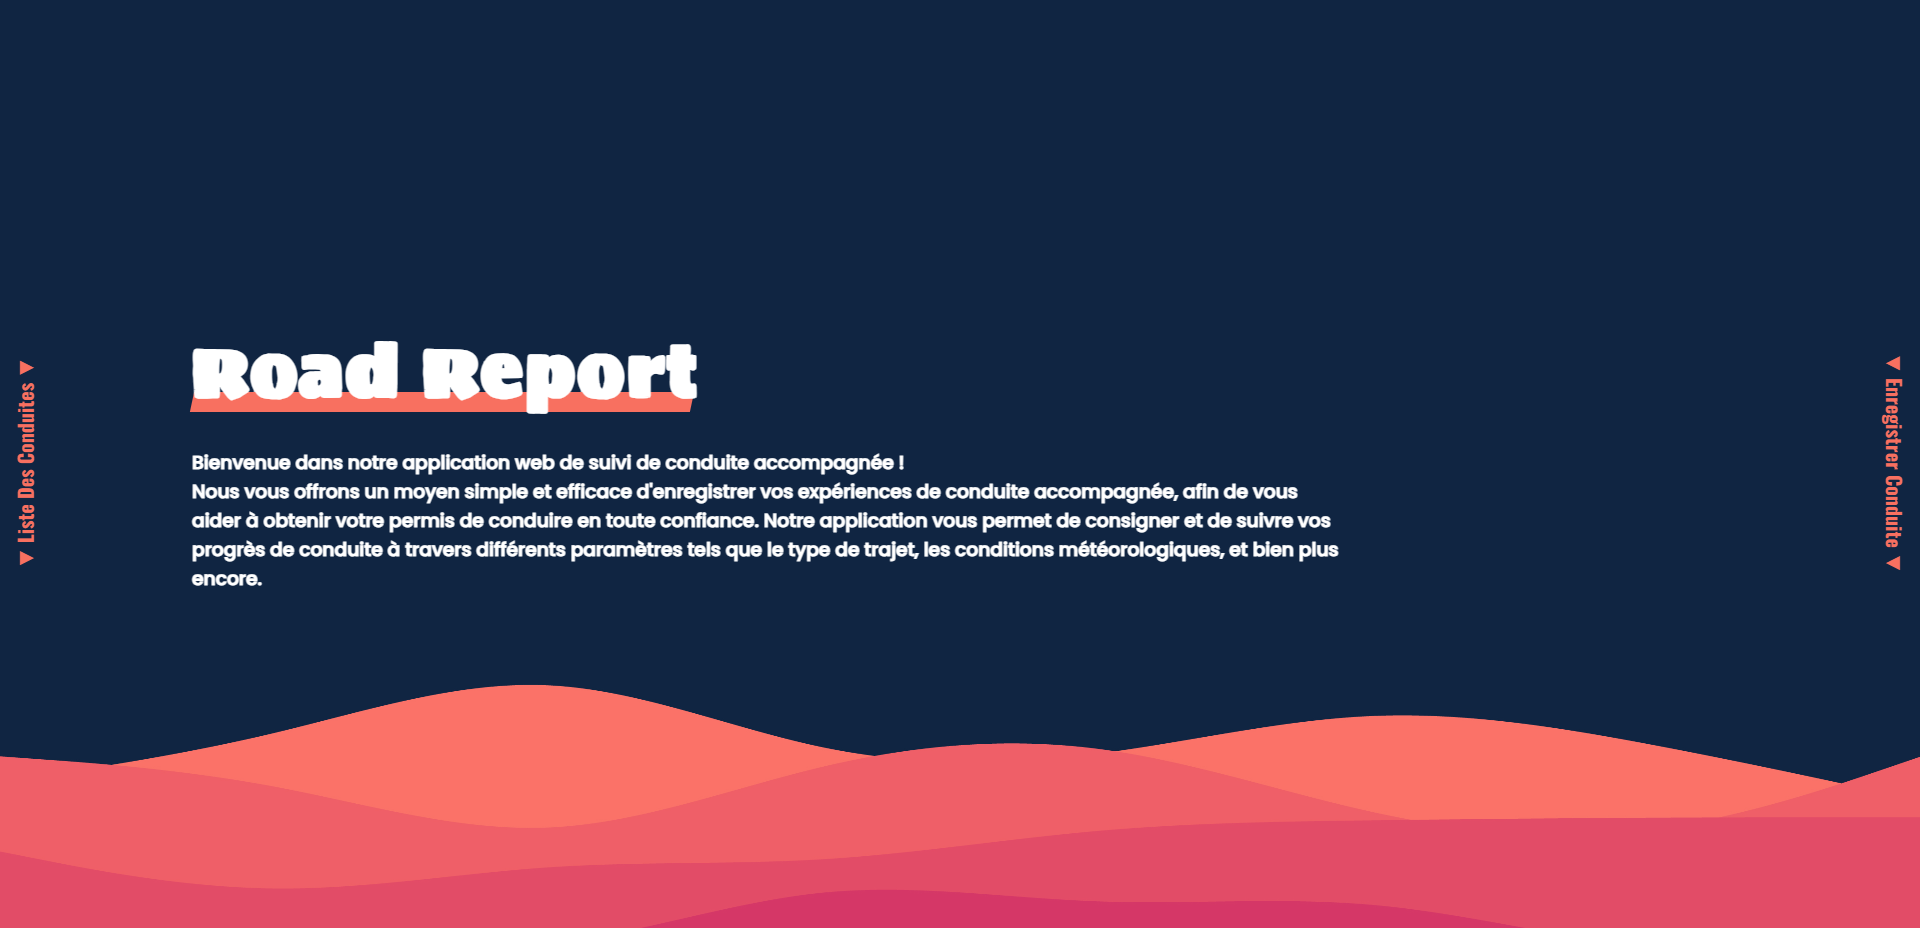 Road Report
Bienvenue dans notre application web de suivi de conduite accompagnée !
Nous vous offrons un moyen simple et efficace d'enregistrer vos expériences de conduite accompagnée, afin de vous
aider à obtenir votre permis de conduire en toute confiance. Notre application vous permet de consigner et de suivre vos
progrès de conduite à travers différents paramètres tels que le type de trajet, les conditions météorologiques, et bien plus
encore.
▼ Liste Des Conduites ▼
▼ Enregistrer Conduite ▼